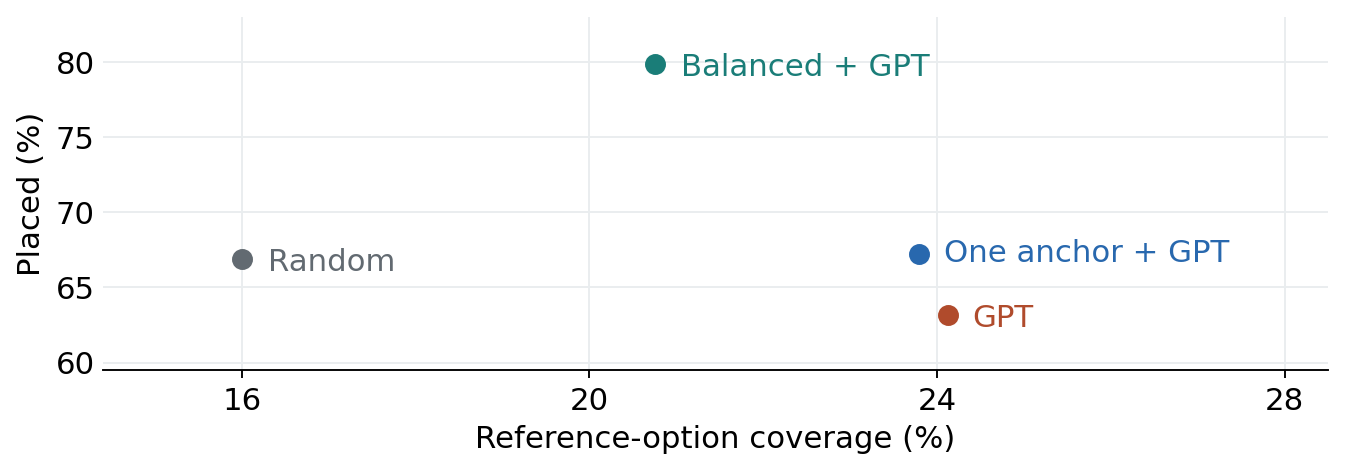 80
75
70
65
60
Placed (%)
Balanced + GPT
Random
One anchor + GPT
GPT
16 20 24 28
Reference-option coverage (%)